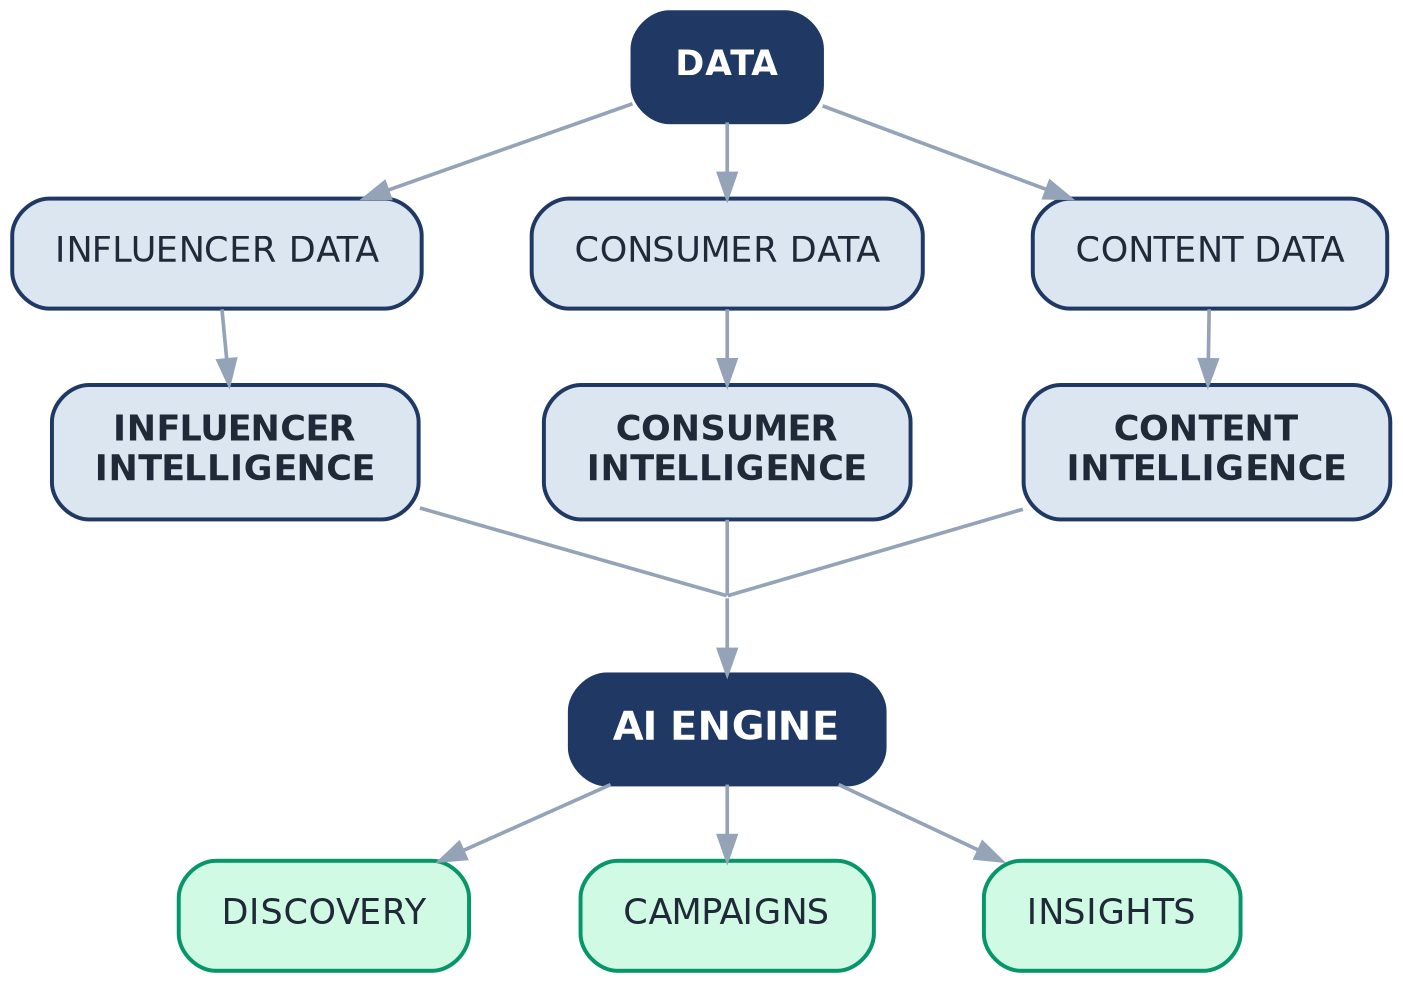 DATA
INFLUENCER DATA
CONSUMER DATA
CONTENT DATA
INFLUENCER
INTELLIGENCE
CONSUMER
INTELLIGENCE
CONTENT
INTELLIGENCE
AI ENGINE
DISCOVERY
CAMPAIGNS
INSIGHTS